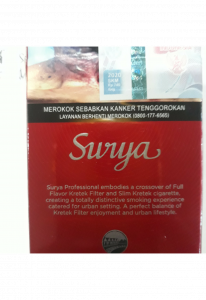 MEROKOK SEBABKAN KANKER TENGGOROKAN
LAYANAN BERHENTI MEROKOK (0800-177-6565)
Surya
Surya Professional embodies a crossover of Full
Flavor Kretek Filter and Slim Kretek cigarette,
creating a totally distinctive smoking experience
catered for urban setting. A perfect balance of
Kretek Filter enjoyment and urban lifestyle.